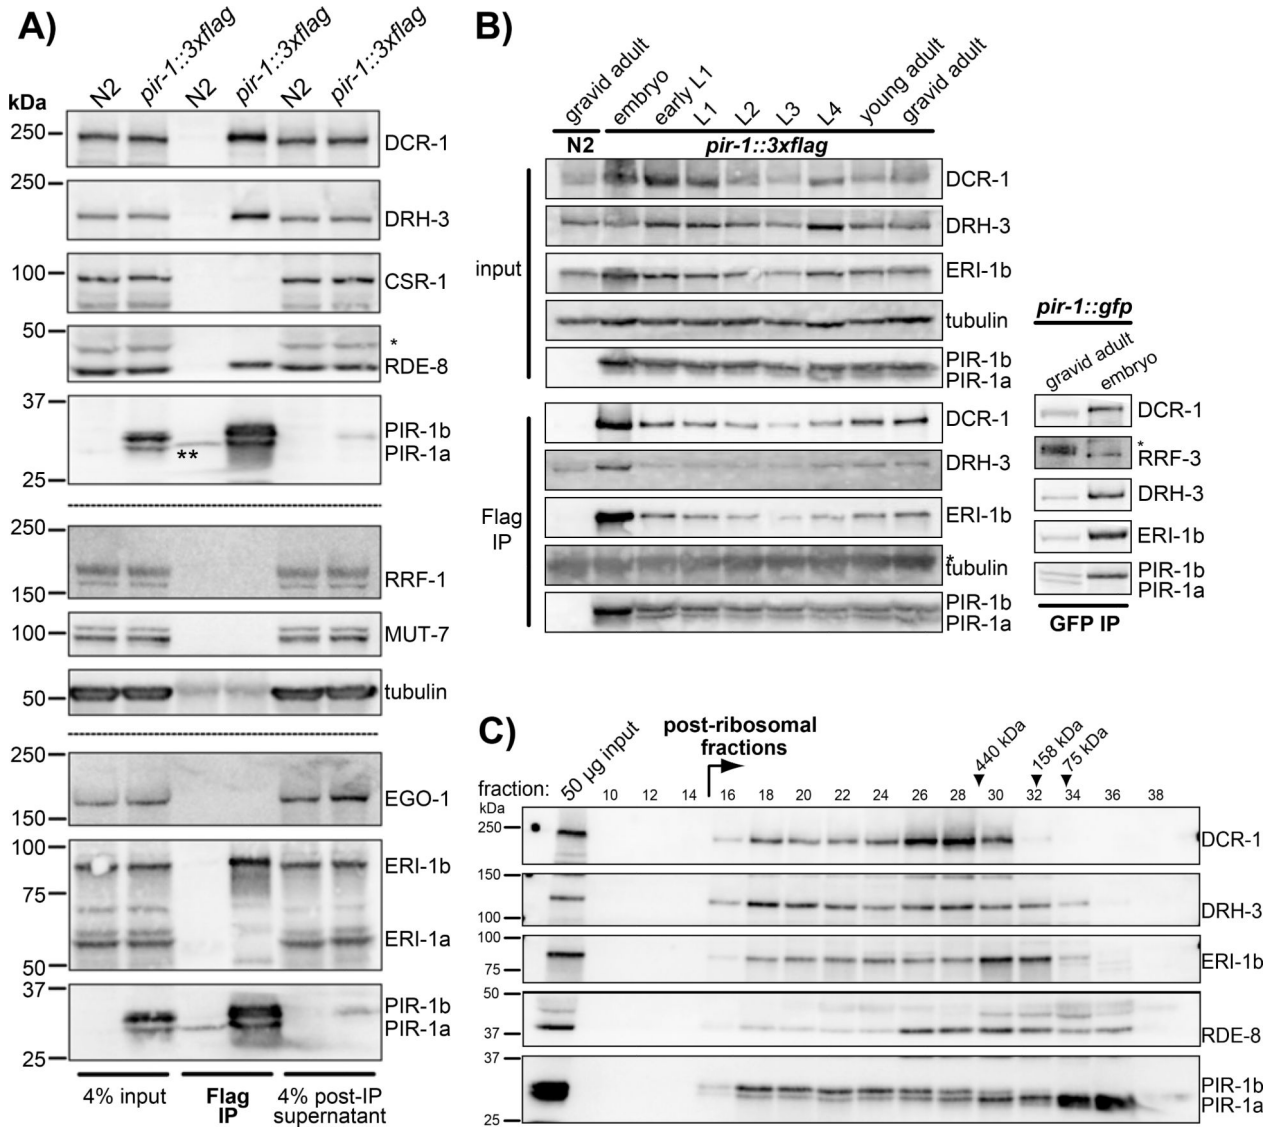 A)
N2
pir-1::3xflag
N2
pir-1::3xflag
N2
pir-1::3xflag
kDa
250
DCR-1
250
DRH-3
100
CSR-1
50
*
RDE-8
37
PIR-1b
PIR-1a
**
25
250
RRF-1
150
100
MUT-7
50
tubulin
250
EGO-1
150
100
ERI-1b
75
ERI-1a
50
37
PIR-1b
PIR-1a
25
4% input
Flag
IP
4% post-IP
supernatant
B)
gravid adult
embryo
early L1
L1
L2
L3
L4
young adult
gravid adult
N2
pir-1::3xflag
input
DCR-1
DRH-3
ERI-1b
tubulin
PIR-1b
PIR-1a
Flag
IP
DCR-1
DRH-3
ERI-1b
*
tubulin
PIR-1b
PIR-1a
pir-1::gfp
gravid adult
embryo
DCR-1
*
RRF-3
DRH-3
ERI-1b
PIR-1b
PIR-1a
GFP IP
C)
50 µg input
post-ribosomal
fractions
440 kDa
158 kDa
75 kDa
fraction:
10 12 14 16 18 20 22 24 26 28 30 32 34 36 38
kDa
250
DCR-1
150
DRH-3
100
100
ERI-1b
75
50
37
RDE-8
37
PIR-1b
PIR-1a
25